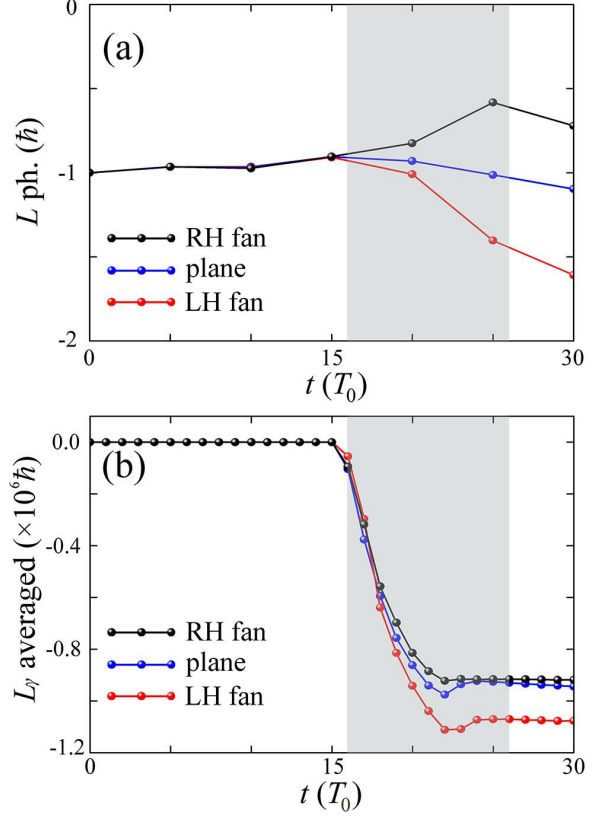 0
(a)
L ph. (ħ)
-1
RH fan
plane
LH fan
-2
0
15
30
t (T₀)
0.0
(b)
-0.4
Lᵧ averaged (×10⁶ħ)
RH fan
-0.8
plane
LH fan
-1.2
0
15
30
t (T₀)